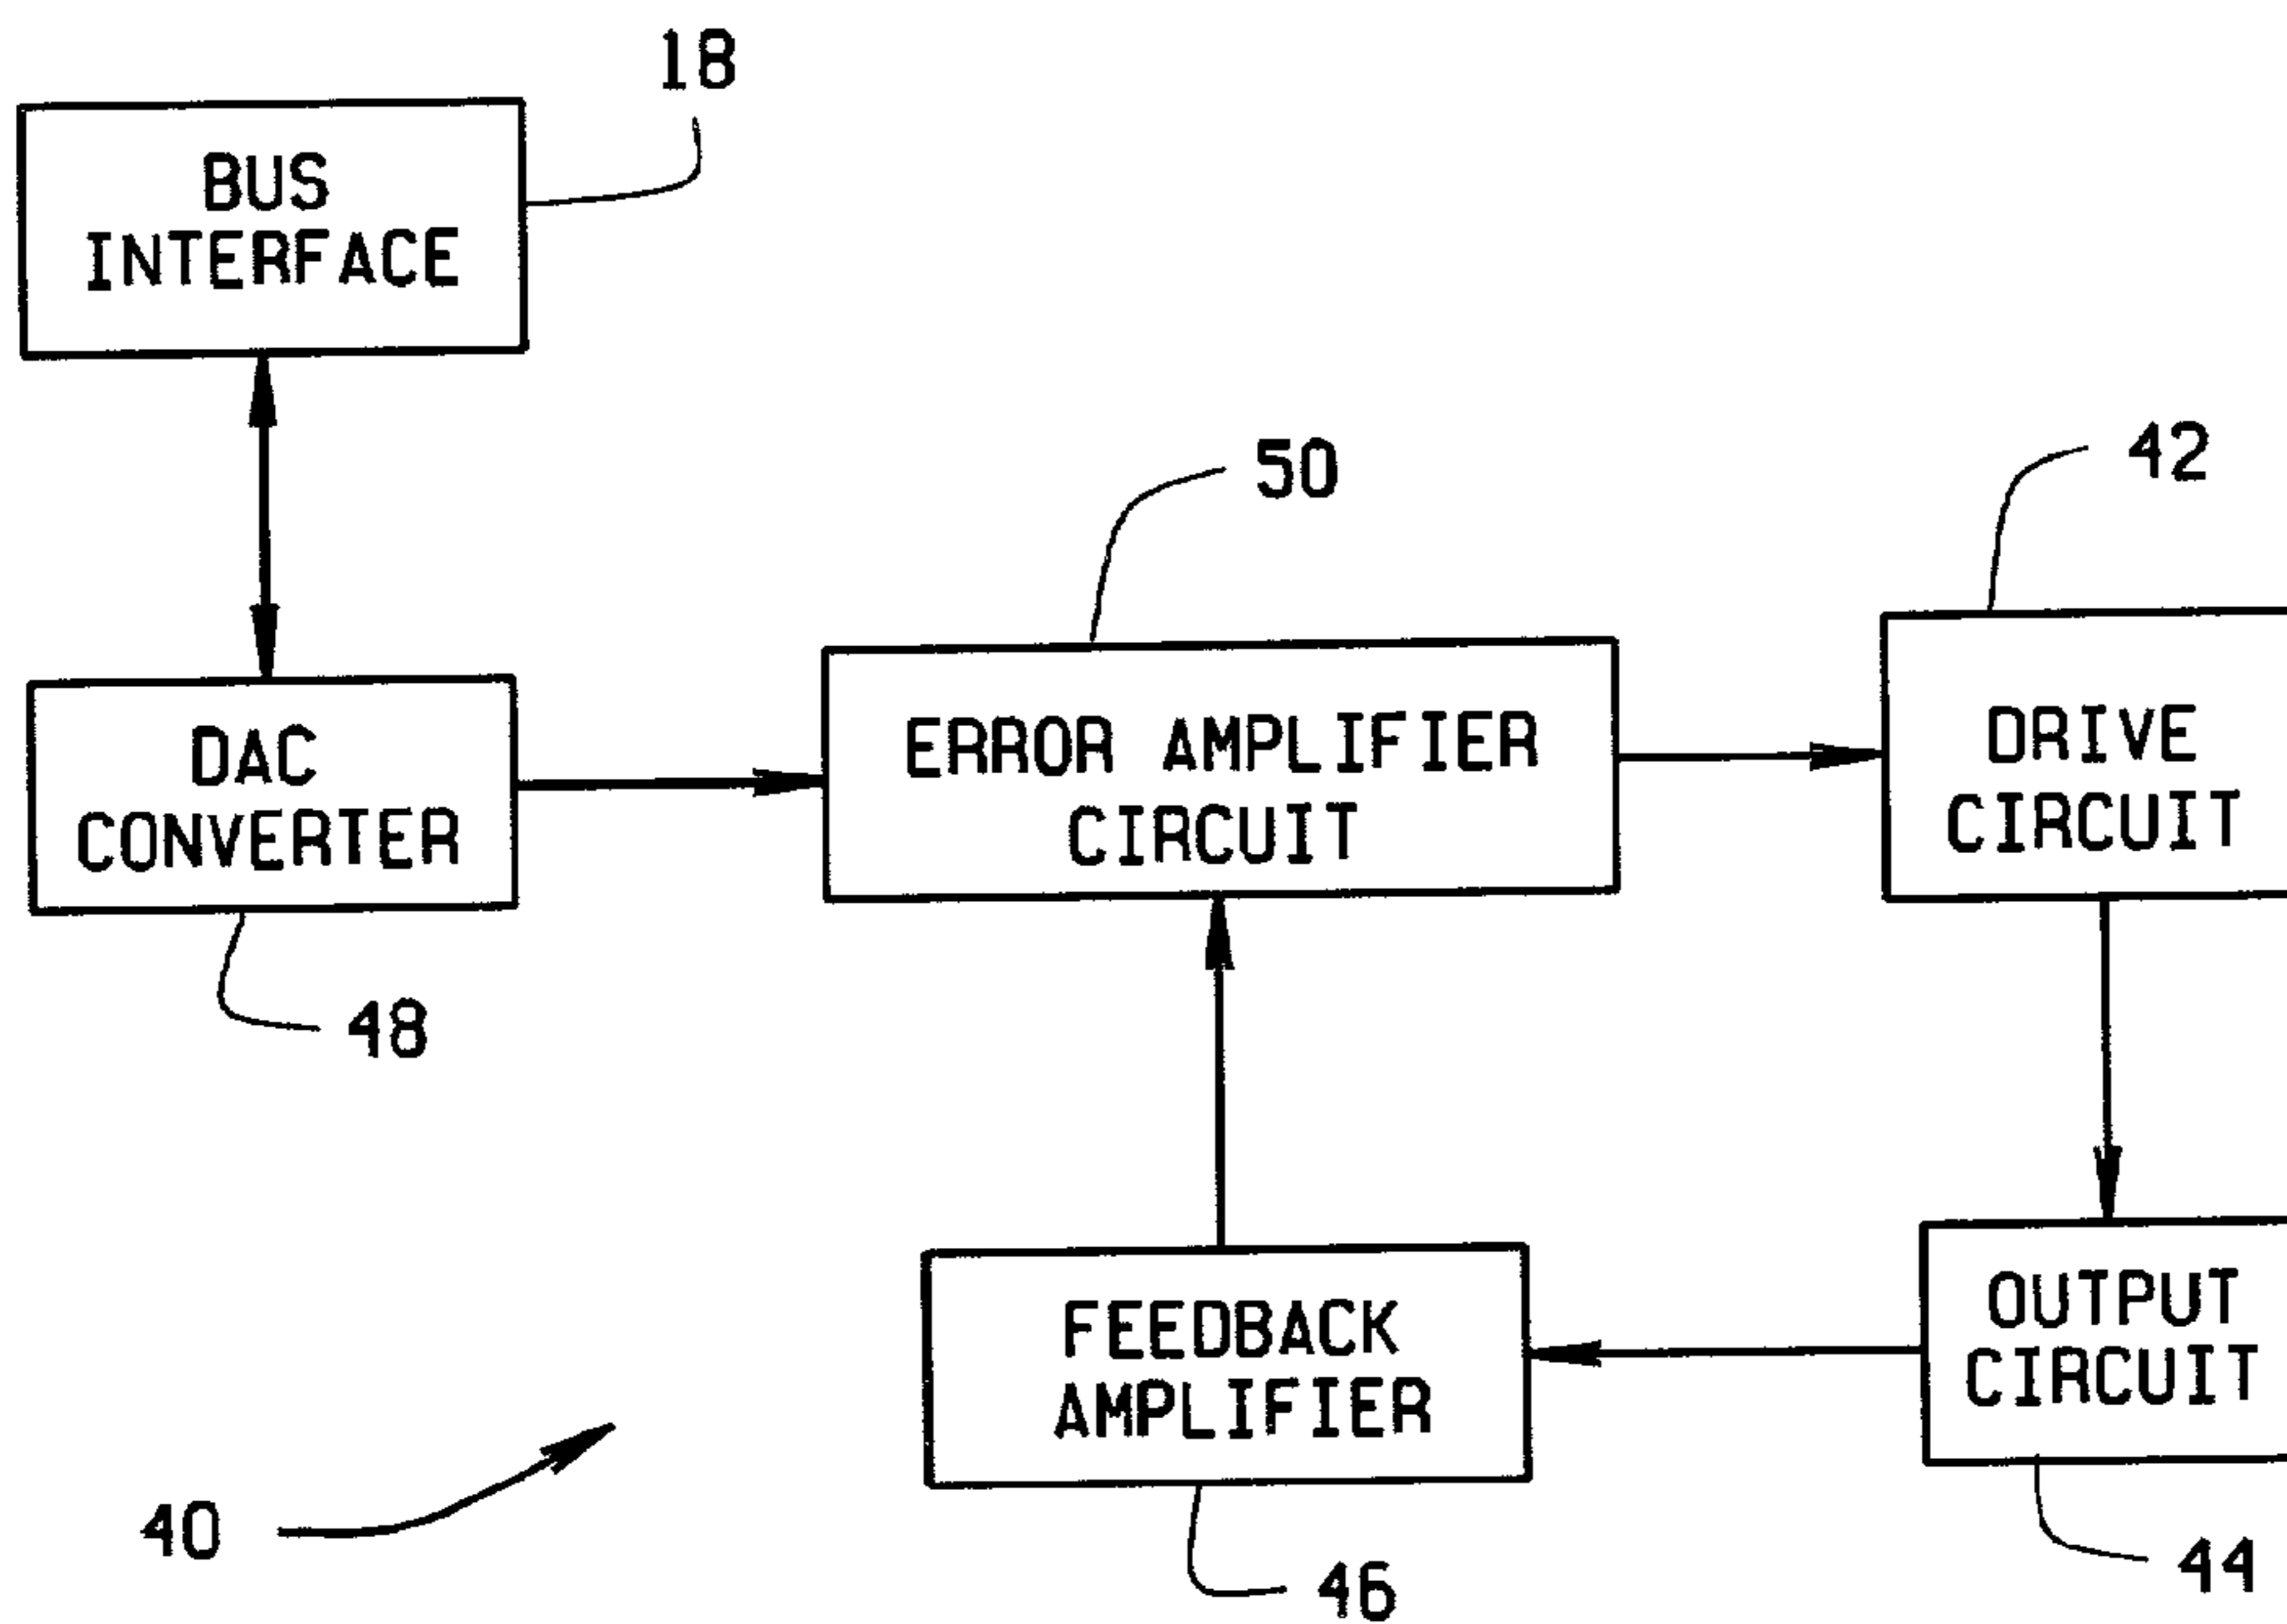 18
BUS
INTERFACE
50
42
DAC
CONVERTER
ERROR AMPLIFIER
CIRCUIT
DRIVE
CIRCUIT
48
FEEDBACK
AMPLIFIER
OUTPUT
CIRCUIT
40
46
44